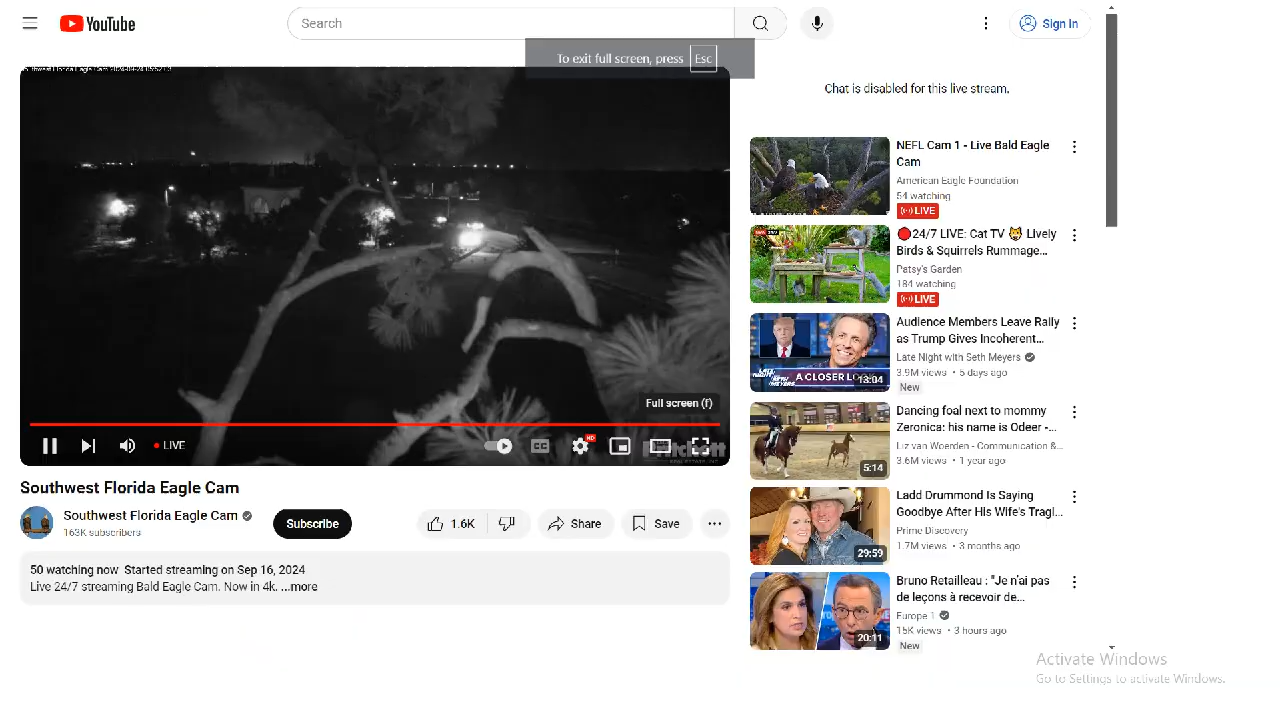 YouTube
Search
Sign in
To exit full screen, press Esc
Chat is disabled for this live stream.
Full screen (f)
LIVE
HD
Southwest Florida Eagle Cam
Southwest Florida Eagle Cam
163K subscribers
Subscribe
1.6K
Share
Save
50 watching now Started streaming on Sep 16, 2024
Live 24/7 streaming Bald Eagle Cam. Now in 4k. ...more
NEFL Cam 1 - Live Bald Eagle
Cam
American Eagle Foundation
54 watching
LIVE
24/7 LIVE: Cat TV 😺 Lively
Birds & Squirrels Rummage...
Patsy's Garden
184 watching
LIVE
Audience Members Leave Rally
as Trump Gives Incoherent...
Late Night with Seth Meyers
3.9M views • 5 days ago
New
LATE
NIGHT
SETH
MEYERS
A CLOSER LO
13:04
Dancing foal next to mommy
Zeronica: his name is Odeer -...
Liz van Woerden - Communication &...
3.6M views • 1 year ago
5:14
Ladd Drummond Is Saying
Goodbye After His Wife's Tragi...
Prime Discovery
1.7M views • 3 months ago
29:59
Bruno Retailleau : "Je n'ai pas
de leçons à recevoir de...
Europe 1
15K views • 3 hours ago
New
20:11
Activate Windows
Go to Settings to activate Windows.